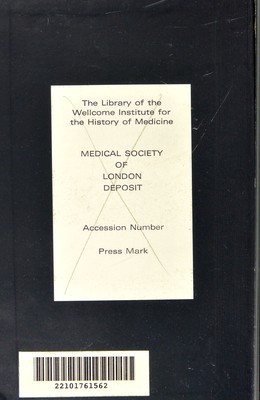 The Library of the
Wellcome Institute for
the History of Medicine
MEDICAL SOCIETY
OF
LONDON
DEPOSIT
Accession Number
Press Mark
22101761562